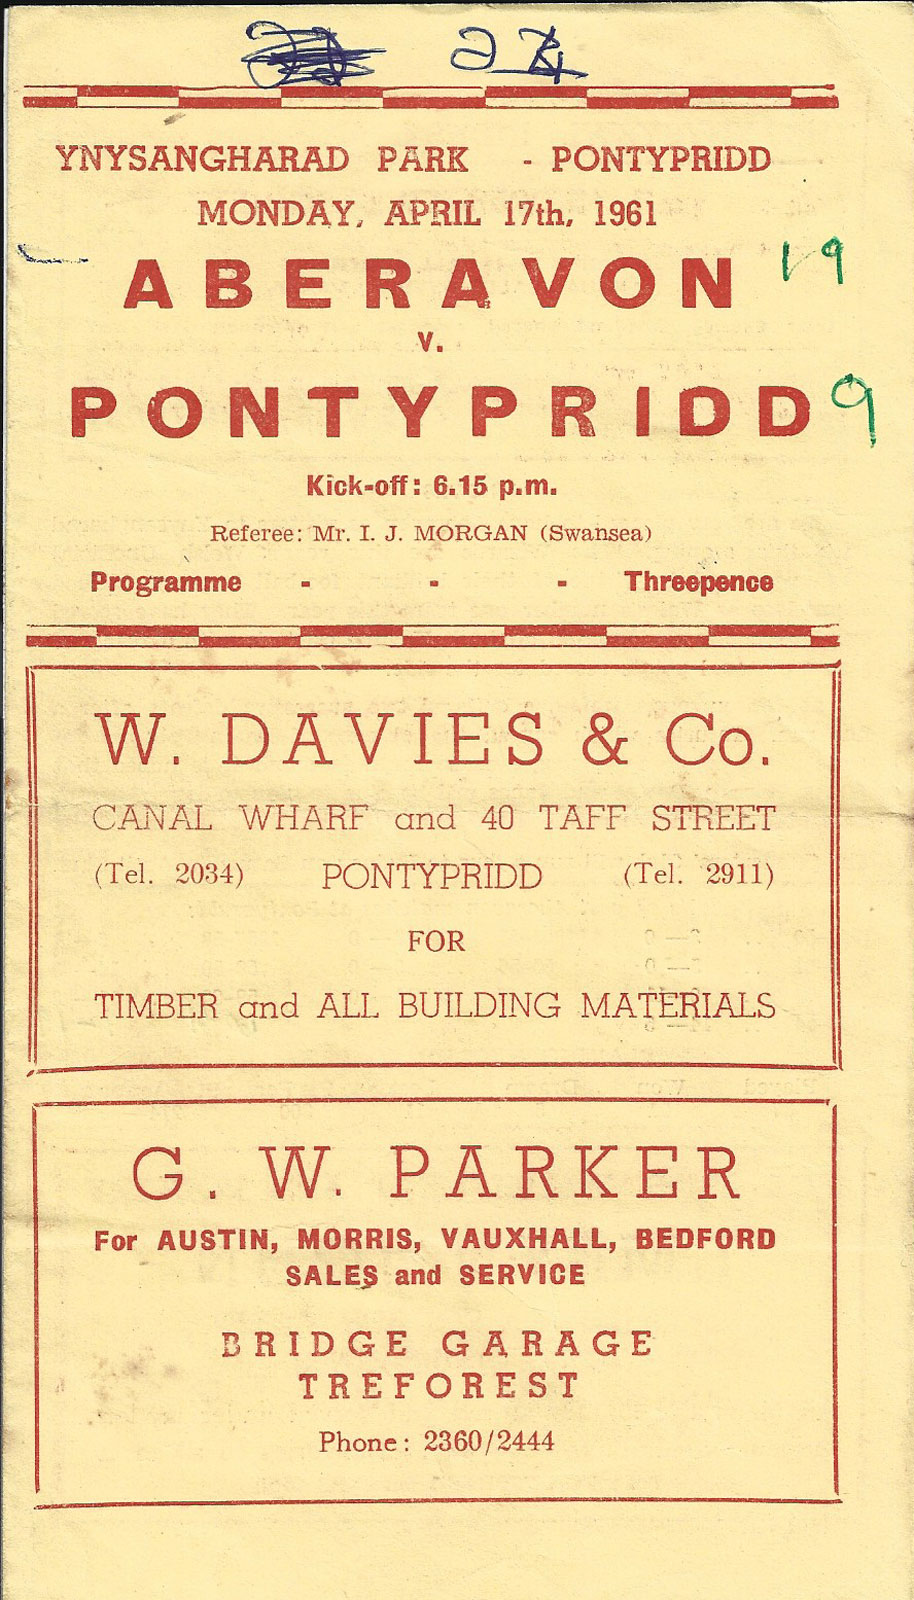 YNYSANGHARAD PARK - PONTYPRIDD
MONDAY, APRIL 17th, 1961
ABERAVON 19
v.
PONTYPRIDD 9
Kick-off: 6.15 p.m.
Referee: Mr. I. J. MORGAN (Swansea)
Programme - - - Threepence
W. DAVIES & Co.
CANAL WHARF and 40 TAFF STREET
(Tel. 2034) PONTYPRIDD (Tel. 2911)
FOR
TIMBER and ALL BUILDING MATERIALS
G. W. PARKER
For AUSTIN, MORRIS, VAUXHALL, BEDFORD
SALES and SERVICE
BRIDGE GARAGE
TREFOREST
Phone: 2360/2444